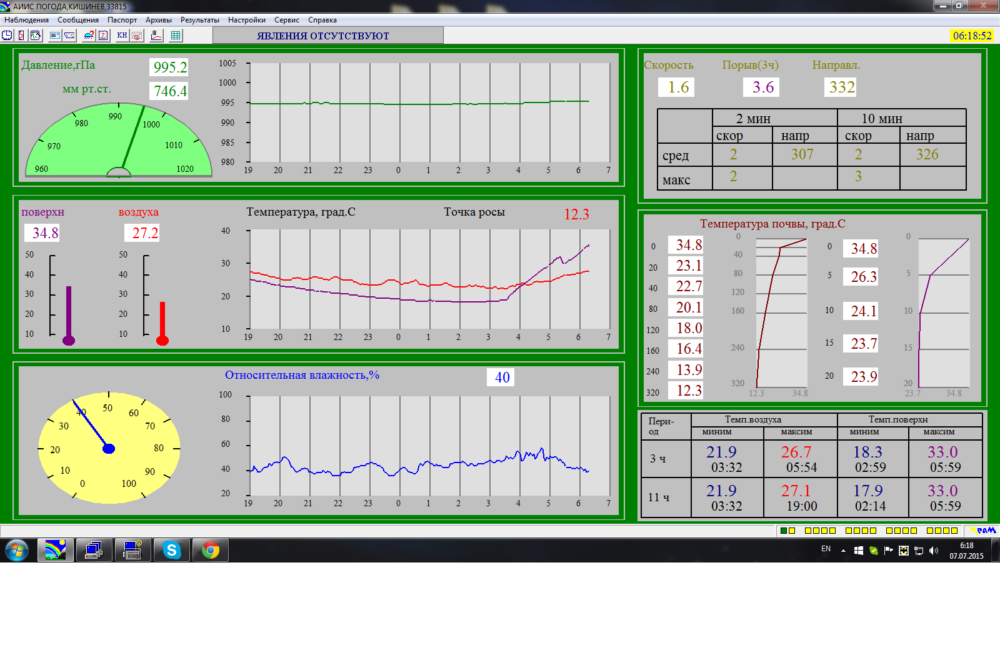 АИИС ПОГОДА,КИШИНЕВ,33815
Наблюдения Сообщения Паспорт Архивы Результаты Настройки Сервис Справка
КН
ЯВЛЕНИЯ ОТСУТСТВУЮТ
06:18:52
Давление,гПа 995.2
мм рт.ст. 746.4
960 970 980 990 1000 1010 1020
1005
1000
995
990
985
980
19 20 21 22 23 0 1 2 3 4 5 6 7
поверхн воздуха
34.8 27.2
50 50
40 40
30 30
20 20
10 10
Температура, град.С Точка росы 12.3
40
30
20
10
19 20 21 22 23 0 1 2 3 4 5 6 7
Относительная влажность,% 40
0 10 20 30 40 50 60 70 80 90 100
100
80
60
40
20
19 20 21 22 23 0 1 2 3 4 5 6 7
Скорость Порыв(3ч) Направл.
1.6 3.6 332
2 мин 10 мин
скор напр скор напр
сред 2 307 2 326
макс 2 3
Температура почвы, град.С
0 34.8
20 23.1
40 22.7
80 20.1
120 18.0
160 16.4
240 13.9
320 12.3
0
40
80
120
160
240
320
12.3 34.8
0 34.8
5 26.3
10 24.1
15 23.7
20 23.9
0
5
10
15
20
23.7 34.8
Пери-
од
Темп.воздуха Темп.поверхн
миним максим миним максим
3 ч 21.9 26.7 18.3 33.0
03:32 05:54 02:59 05:59
11 ч 21.9 27.1 17.9 33.0
03:32 19:00 02:14 05:59
EN
6:18
07.07.2015